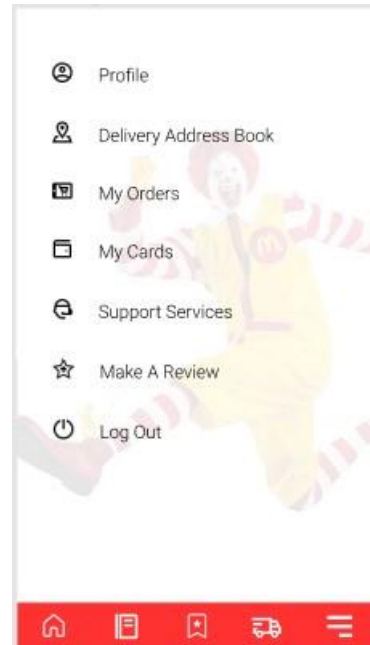 Profile
Delivery Address Book
My Orders
My Cards
Support Services
Make A Review
Log Out